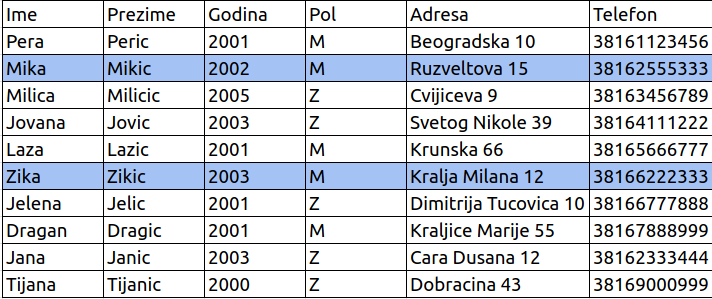 Ime Prezime Godina Pol Adresa Telefon
Pera Peric 2001 M Beogradska 10 38161123456
Mika Mikic 2002 M Ruzveltova 15 38162555333
Milica Milicic 2005 Z Cvijiceva 9 38163456789
Jovana Jovic 2003 Z Svetog Nikole 39 38164111222
Laza Lazic 2001 M Krunska 66 38165666777
Zika Zikic 2003 M Kralja Milana 12 38166222333
Jelena Jelic 2001 Z Dimitrija Tucovica 10 38166777888
Dragan Dragic 2001 M Kraljice Marije 55 38167888999
Jana Janic 2003 Z Cara Dusana 12 38162333444
Tijana Tijanic 2000 Z Dobracina 43 38169000999